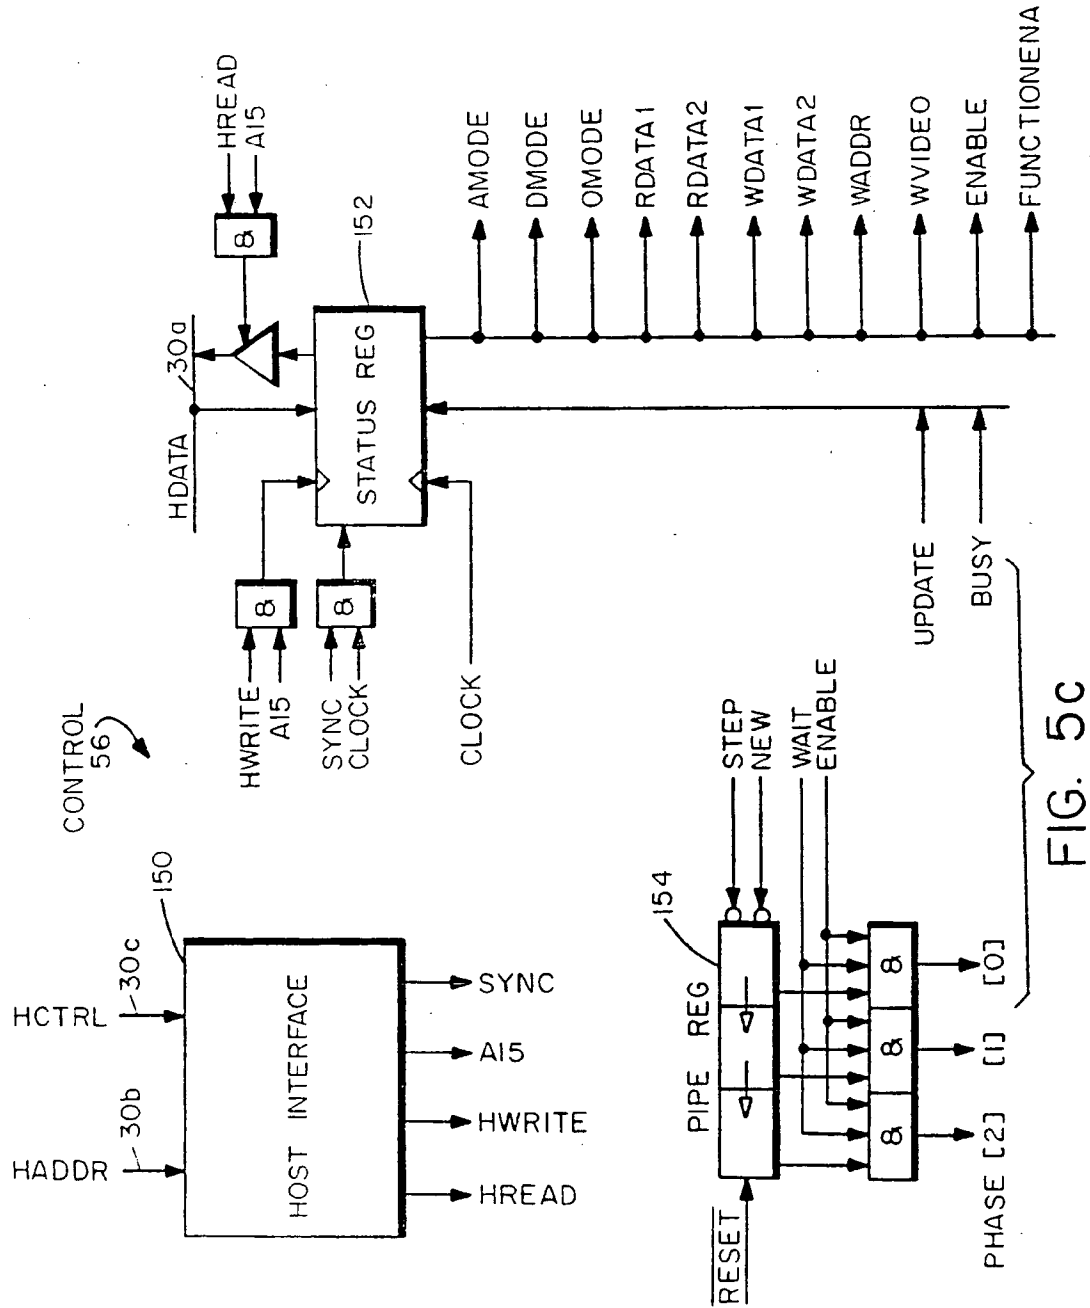 CONTROL
56
HCTRL
30c
HADDR
30b
150
HOST INTERFACE
SYNC
A15
HWRITE
HREAD
HDATA
30a
HREAD
A15
&
152
STATUS REG
HWRITE
A15
&
SYNC
CLOCK
&
CLOCK
AMODE
DMODE
OMODE
RDATA1
RDATA2
WDATA1
WDATA2
WADDR
WVIDEO
ENABLE
FUNCTIONENA
UPDATE
BUSY
154
PIPE REG
RESET
STEP
NEW
WAIT
ENABLE
& & &
PHASE [2] [1] [0]
FIG. 5c